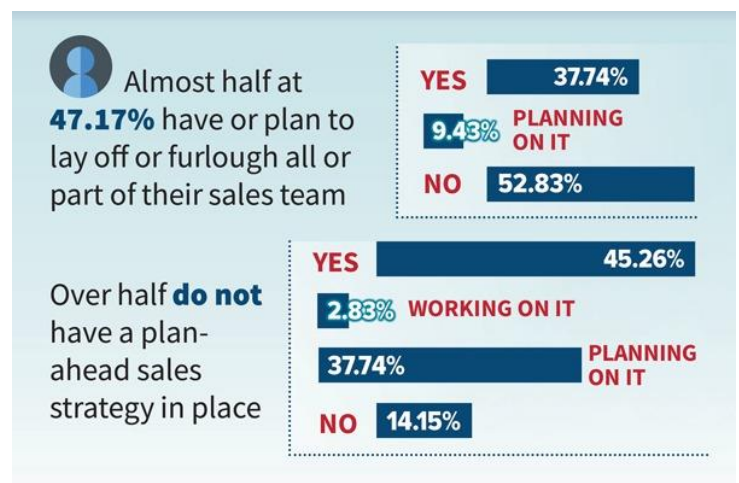 Almost half at
47.17% have or plan to
lay off or furlough all or
part of their sales team
YES 37.74%
9.43% PLANNING
ON IT
NO 52.83%
Over half do not
have a plan-
ahead sales
strategy in place
YES 45.26%
2.83% WORKING ON IT
37.74% PLANNING
ON IT
NO 14.15%